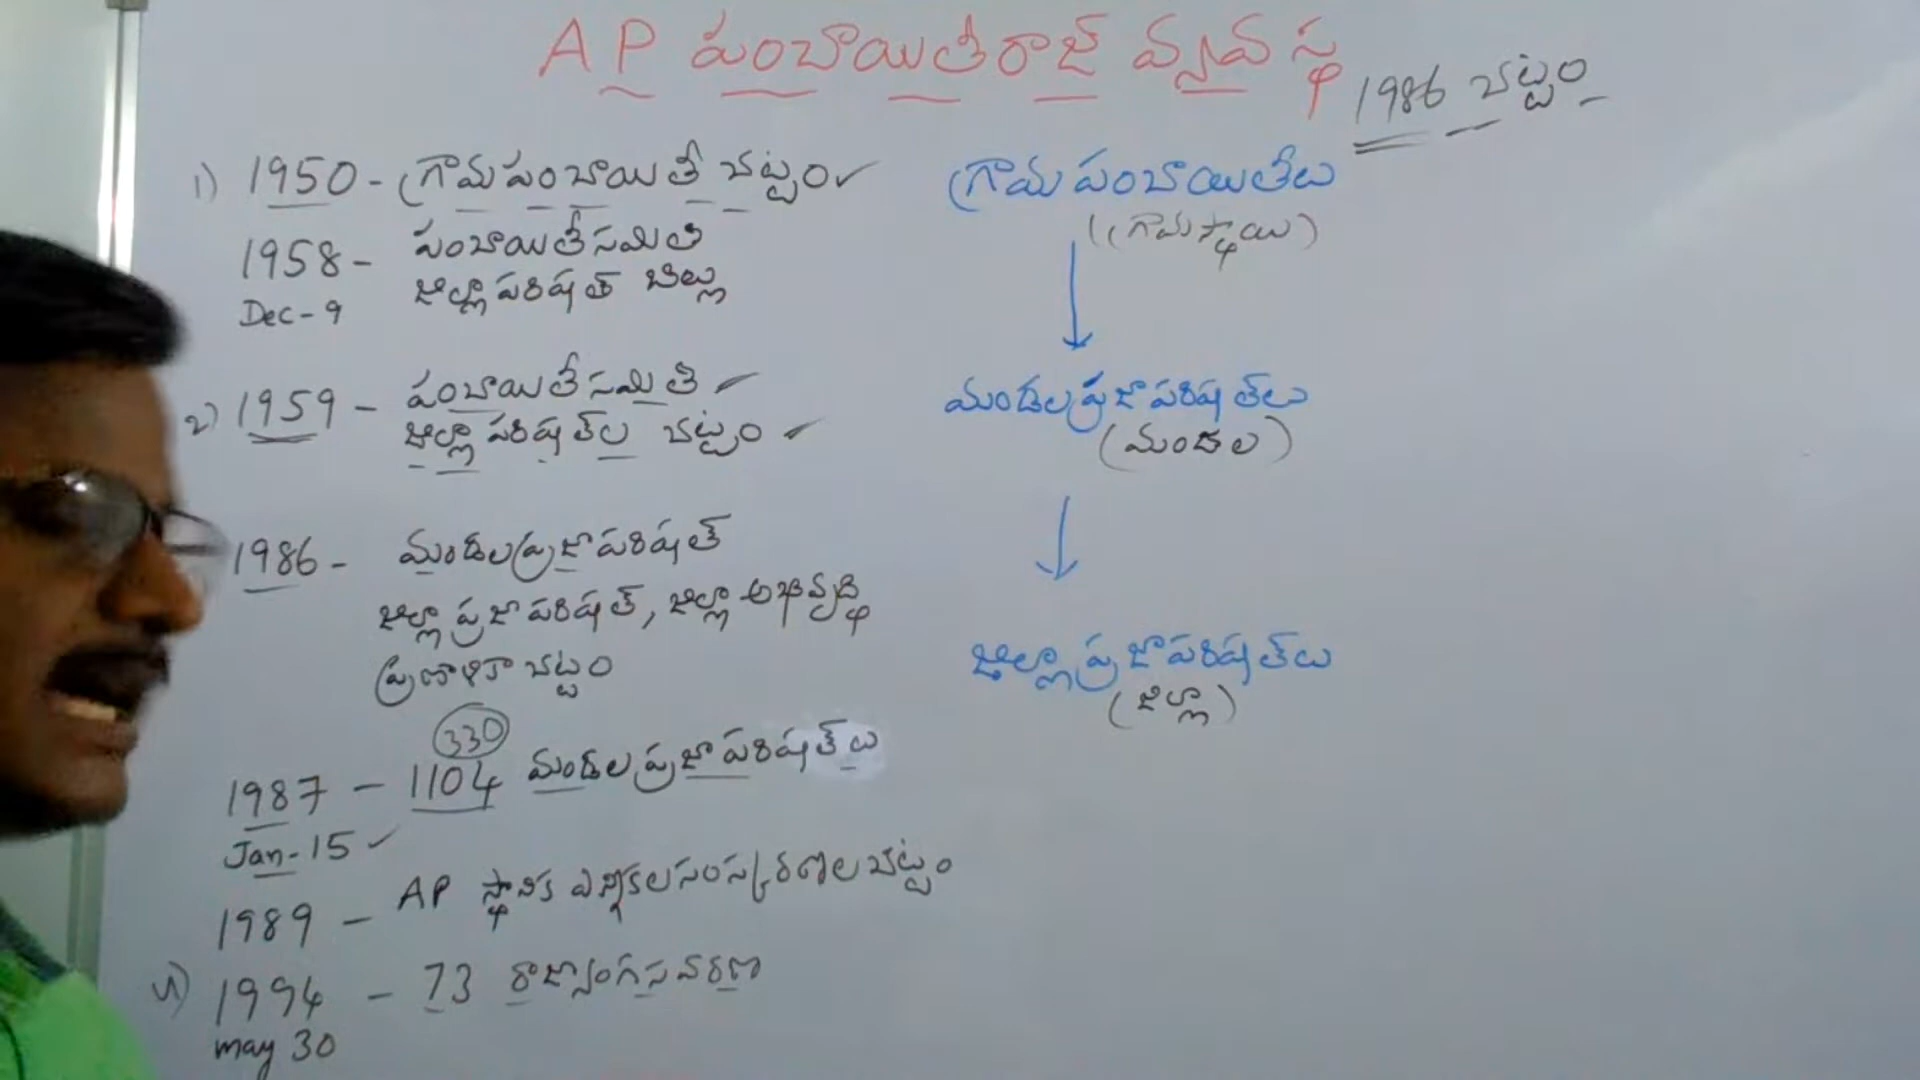 AP పంచాయితీరాజ్ వ్యవస్థ
1986 చట్టం
1) 1950 - గ్రామపంచాయితీ చట్టం
1958 - పంచాయితీసమితి
Dec-9 జిల్లాపరిషత్ బిల్లు
2) 1959 - పంచాయితీసమితి
జిల్లాపరిషత్‌ల చట్టం
1986 - మండలప్రజాపరిషత్
జిల్లాప్రజాపరిషత్, జిల్లా అభివృద్ధి
ప్రణాళికా చట్టం
330
1987 - 1104 మండలప్రజాపరిషత్‌లు
Jan-15
1989 - AP స్థానిక ఎన్నికలసంస్కరణల చట్టం
1994 - 73 రాజ్యాంగసవరణ
may 30
గ్రామపంచాయితీలు
(గ్రామస్థాయి)
మండలప్రజాపరిషత్‌లు
(మండల)
జిల్లాప్రజాపరిషత్‌లు
(జిల్లా)